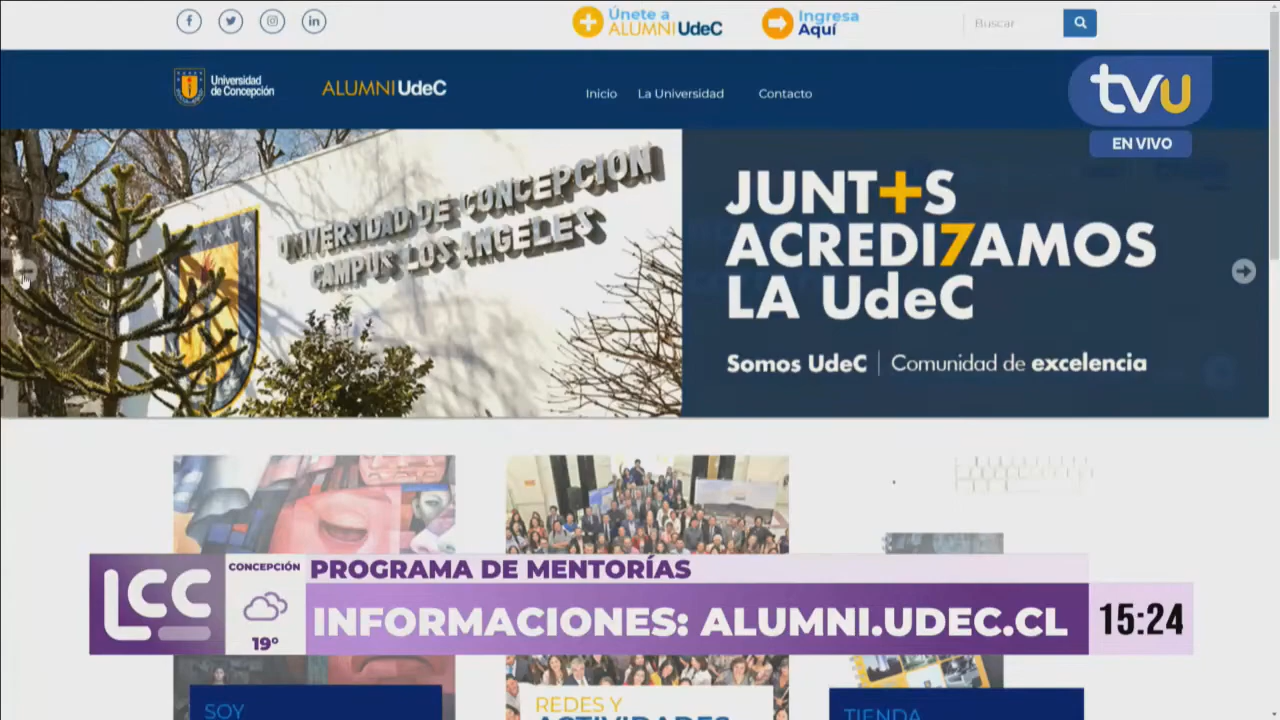 Únete a
ALUMNI UdeC
Ingresa
Aquí
Buscar
Universidad
de Concepción
ALUMNI UdeC
Inicio
La Universidad
Contacto
tvu
EN VIVO
UNIVERSIDAD DE CONCEPCION
CAMPUS LOS ANGELES
JUNT+S
ACREDI7AMOS
LA UdeC
Somos UdeC | Comunidad de excelencia
LCC
CONCEPCIÓN
19°
PROGRAMA DE MENTORÍAS
INFORMACIONES: ALUMNI.UDEC.CL
15:24
SOY
REDES Y
ACTIVIDADES
TIENDA